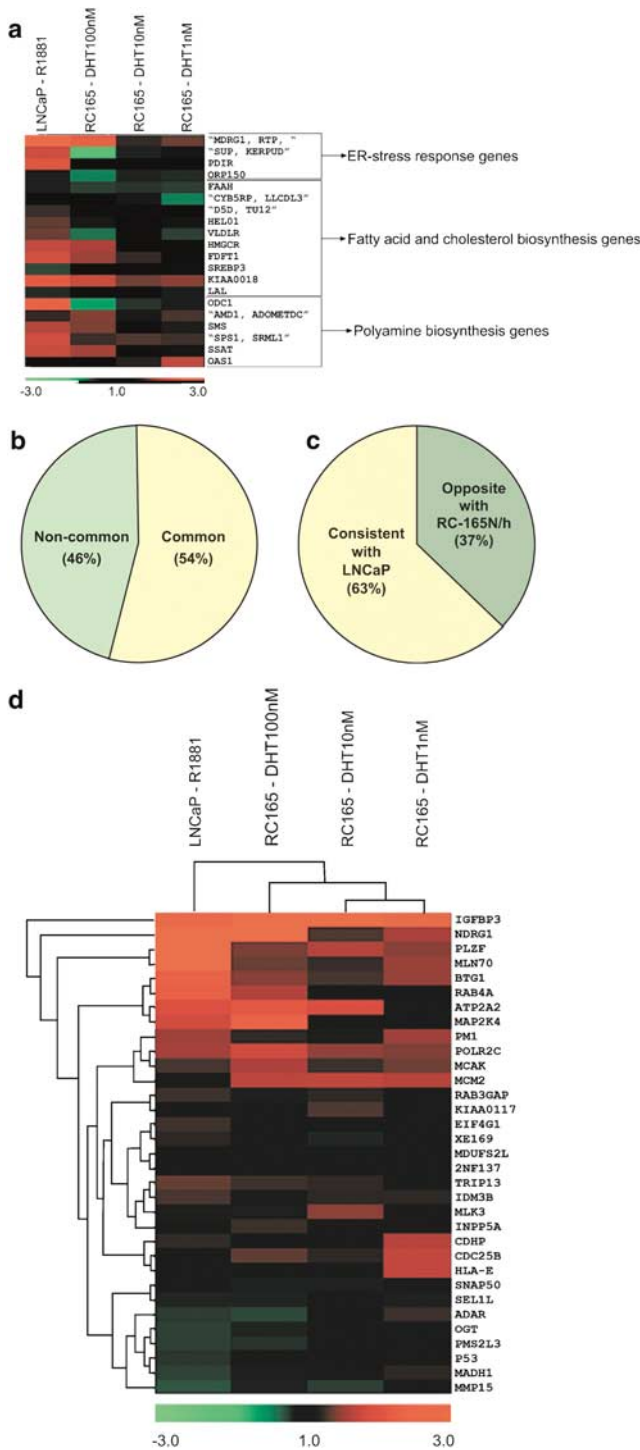 a
LNCaP - R1881
RC165 - DHT100nM
RC165 - DHT10nM
RC165 - DHT1nM
"MDRG1, RTP, "
"SUP, KERPUD"
PDIR
ORP150
FAAH
"CYB5RP, LLCDL3"
"D5D, TU12"
HEL01
VLDLR
HMGCR
FDFT1
SREBP3
KIAA0018
LAL
ODC1
"AMD1, ADOMETDC"
SMS
"SPS1, SRML1"
SSAT
OAS1
ER-stress response genes
Fatty acid and cholesterol biosynthesis genes
Polyamine biosynthesis genes
-3.0 1.0 3.0
b
Non-common
(46%)
Common
(54%)
c
Opposite
with
RC-165N/h
(37%)
Consistent
with
LNCaP
(63%)
d
LNCaP - R1881
RC165 - DHT100nM
RC165 - DHT10nM
RC165 - DHT1nM
IGFBP3
NDRG1
PLZF
MLN70
BTG1
RAB4A
ATP2A2
MAP2K4
PM1
POLR2C
MCAK
MCM2
RAB3GAP
KIAA0117
EIF4G1
XE169
MDUFS2L
2NF137
TRIP13
IDM3B
MLK3
INPP5A
CDHP
CDC25B
HLA-E
SNAP50
SEL1L
ADAR
OGT
PMS2L3
P53
MADH1
MMP15
-3.0 1.0 3.0